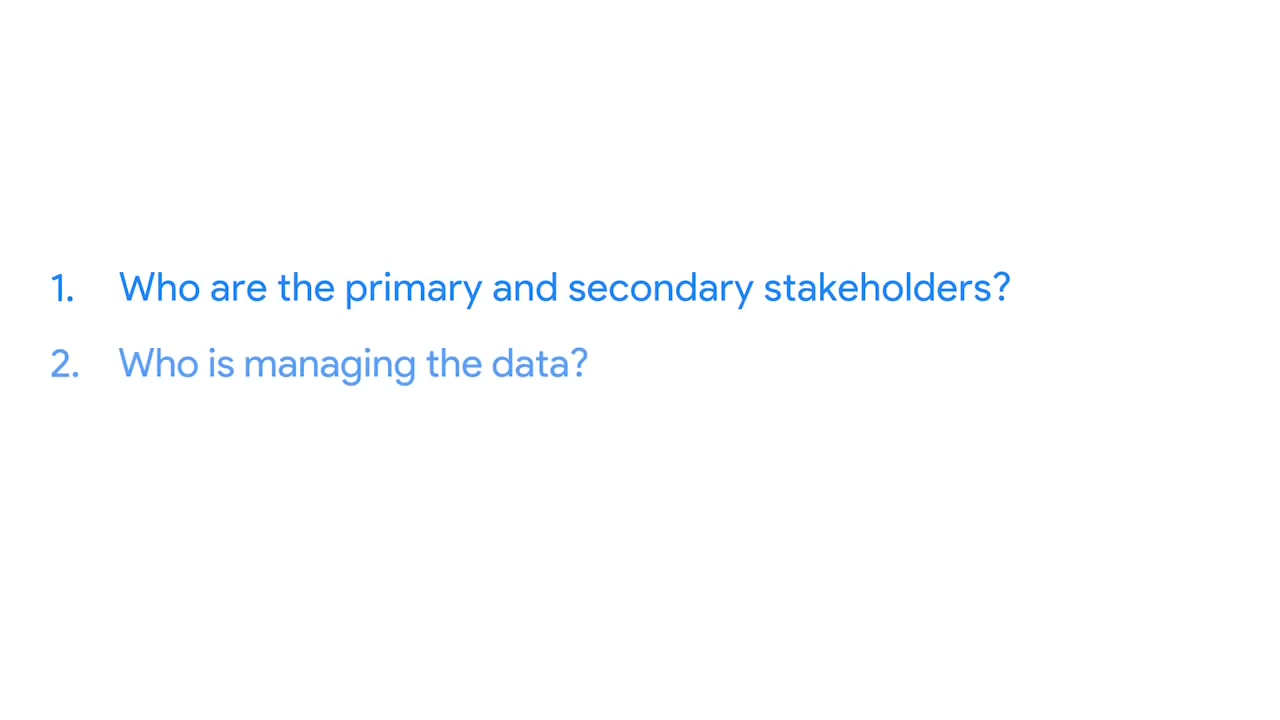 1. Who are the primary and secondary stakeholders?
2. Who is managing the data?